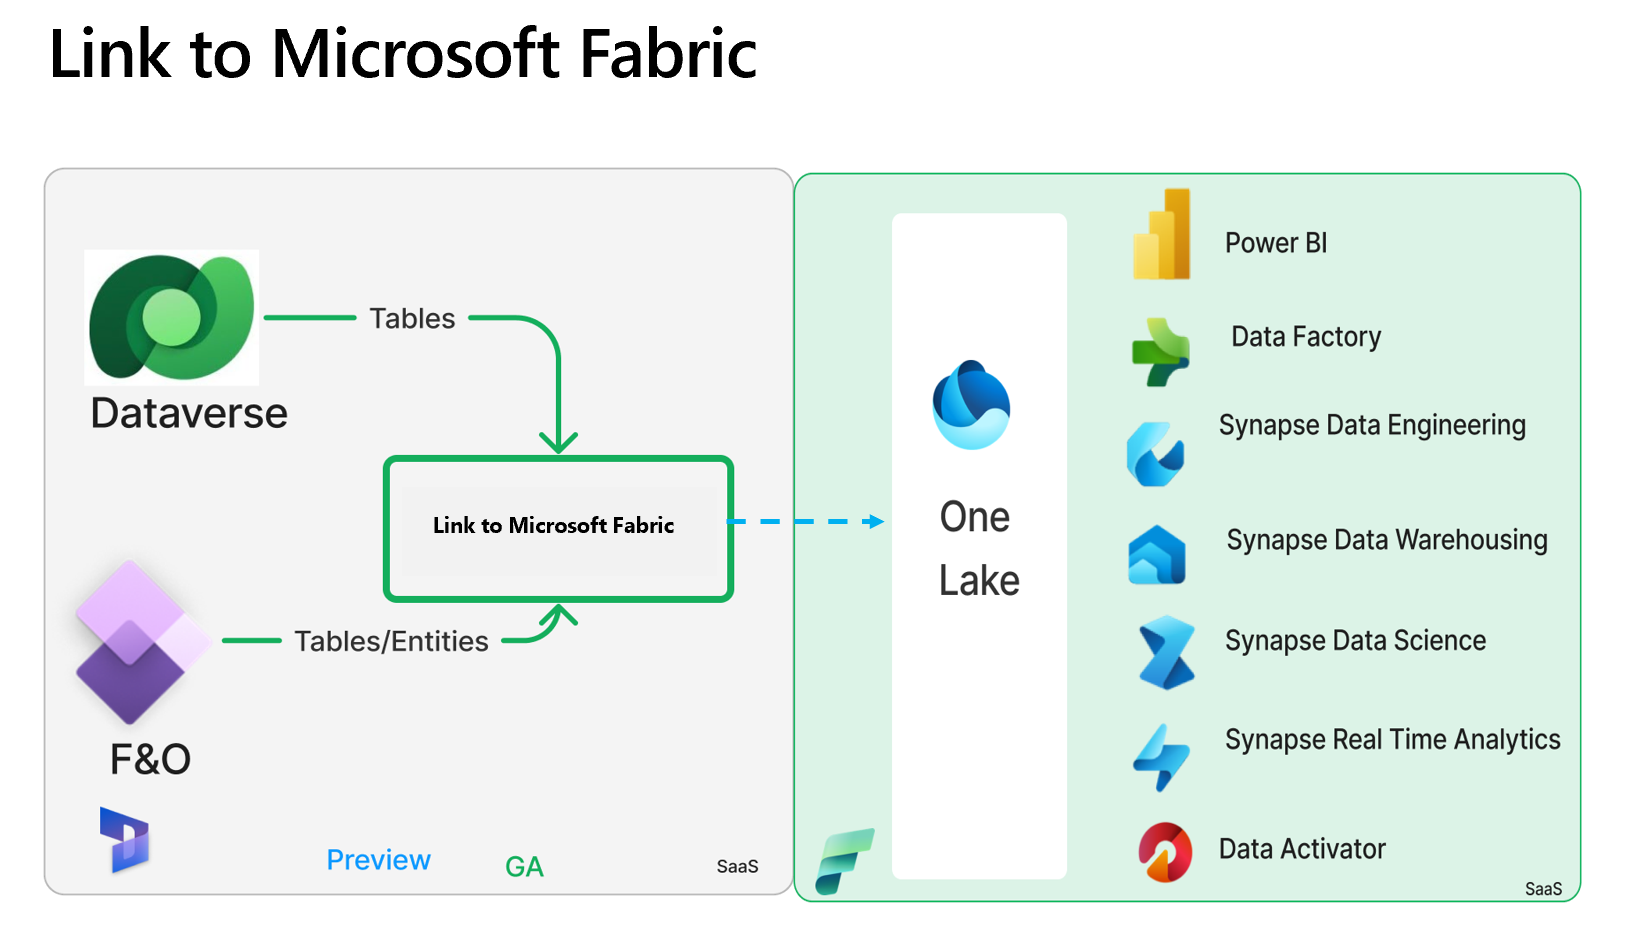 Link to Microsoft Fabric
Tables
Dataverse
Link to Microsoft Fabric
Tables/Entities
F&O
Preview
GA
SaaS
One
Lake
Power BI
Data Factory
Synapse Data Engineering
Synapse Data Warehousing
Synapse Data Science
Synapse Real Time Analytics
Data Activator
SaaS